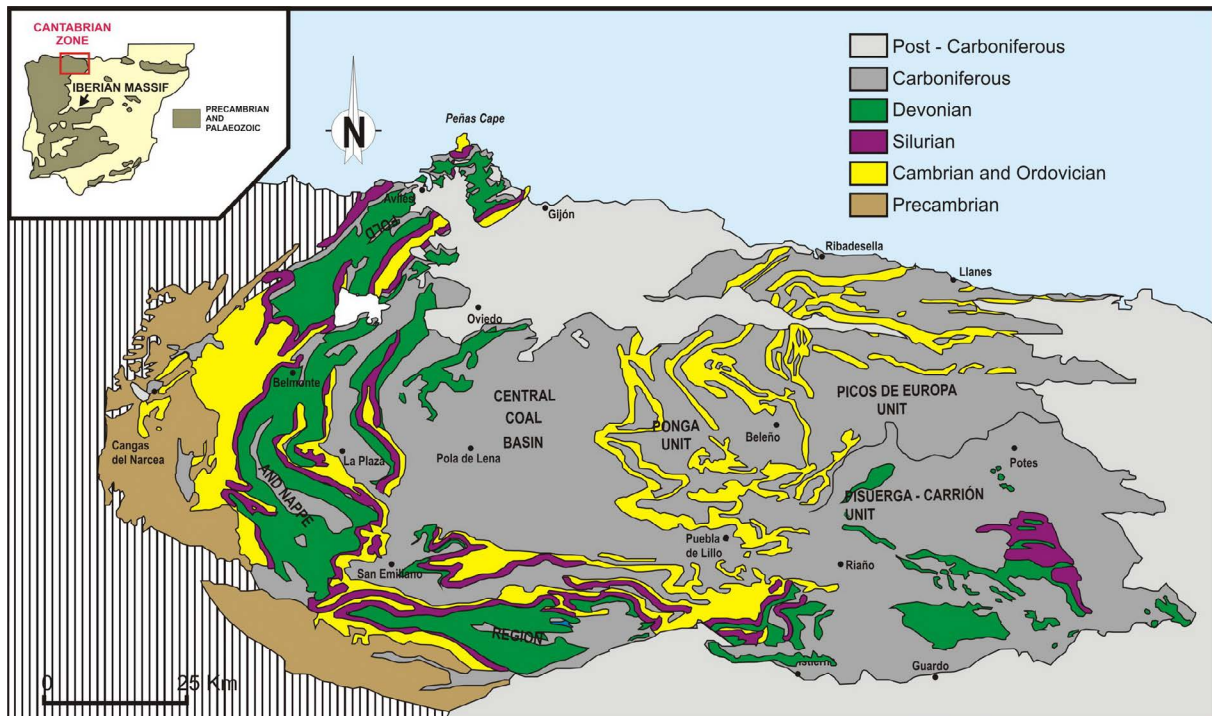 CANTABRIAN
ZONE
IBERIAN MASSIF
PRECAMBRIAN
AND
PALAEOZOIC
N
Peñas Cape
Post - Carboniferous
Carboniferous
Devonian
Silurian
Cambrian and Ordovician
Precambrian
Avilés
FOLD
Gijón
Ribadesella
Llanes
Oviedo
Belmonte
CENTRAL
COAL
BASIN
PICOS DE EUROPA
UNIT
PONGA
UNIT
Beleño
Cangas
del Narcea
La Plaza
Pola de Lena
Potes
AND NAPPE
PISUERGA - CARRIÓN
UNIT
Puebla
de Lillo
San Emiliano
Riaño
REGION
Guardo
0 25 Km